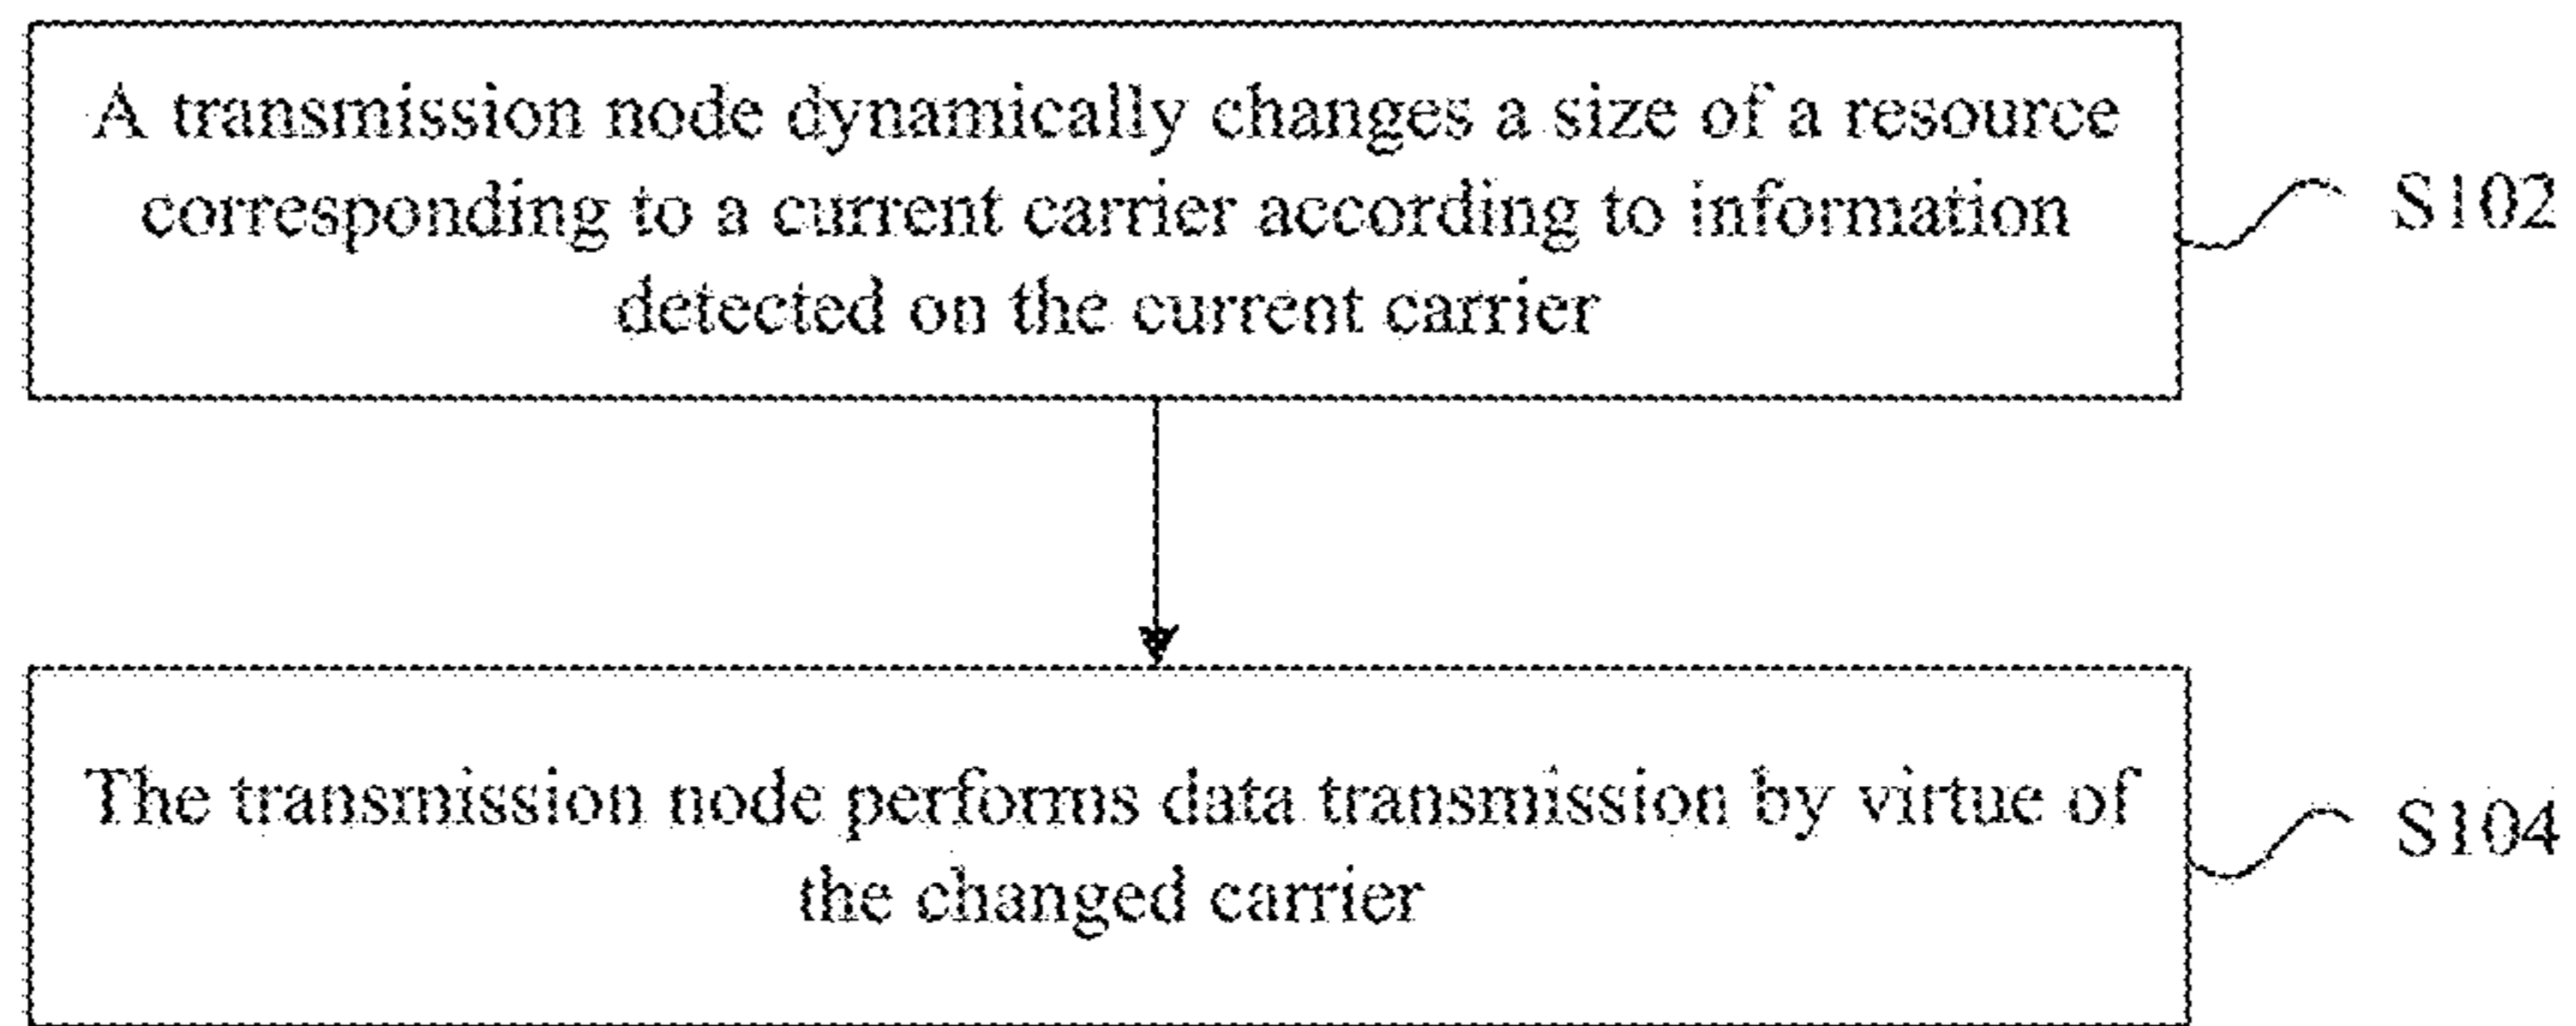 A transmission node dynamically changes a size of a resource
corresponding to a current carrier according to information
detected on the current carrier
S102
The transmission node performs data transmission by virtue of
the changed carrier
S104